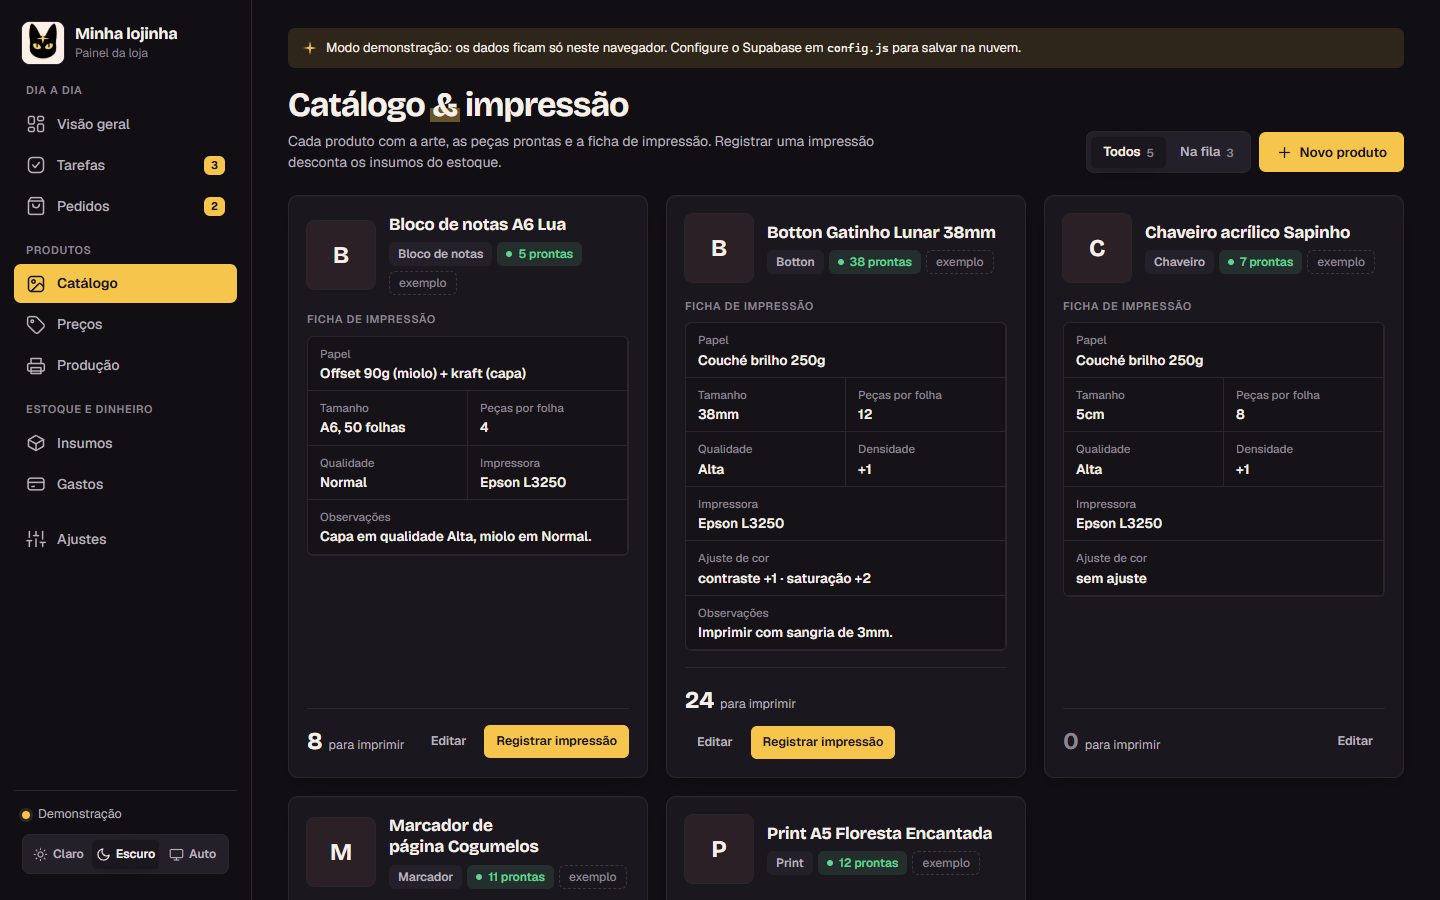 Minha lojinha
Painel da loja
DIA A DIA
Visão geral
Tarefas 3
Pedidos 2
PRODUTOS
Catálogo
Preços
Produção
ESTOQUE E DINHEIRO
Insumos
Gastos
Ajustes
Demonstração
Claro Escuro Auto
Modo demonstração: os dados ficam só neste navegador. Configure o Supabase em config.js para salvar na nuvem.
Catálogo & impressão
Cada produto com a arte, as peças prontas e a ficha de impressão. Registrar uma impressão
desconta os insumos do estoque.
Todos 5 Na fila 3
+ Novo produto
B
Bloco de notas A6 Lua
Bloco de notas 5 prontas
exemplo
FICHA DE IMPRESSÃO
Papel
Offset 90g (miolo) + kraft (capa)
Tamanho Peças por folha
A6, 50 folhas 4
Qualidade Impressora
Normal Epson L3250
Observações
Capa em qualidade Alta, miolo em Normal.
8 para imprimir Editar Registrar impressão
B
Botton Gatinho Lunar 38mm
Botton 38 prontas exemplo
FICHA DE IMPRESSÃO
Papel
Couché brilho 250g
Tamanho Peças por folha
38mm 12
Qualidade Densidade
Alta +1
Impressora
Epson L3250
Ajuste de cor
contraste +1 · saturação +2
Observações
Imprimir com sangria de 3mm.
24 para imprimir
Editar Registrar impressão
C
Chaveiro acrílico Sapinho
Chaveiro 7 prontas exemplo
FICHA DE IMPRESSÃO
Papel
Couché brilho 250g
Tamanho Peças por folha
5cm 8
Qualidade Densidade
Alta +1
Impressora
Epson L3250
Ajuste de cor
sem ajuste
0 para imprimir Editar
M
Marcador de
página Cogumelos
Marcador 11 prontas exemplo
P
Print A5 Floresta Encantada
Print 12 prontas exemplo